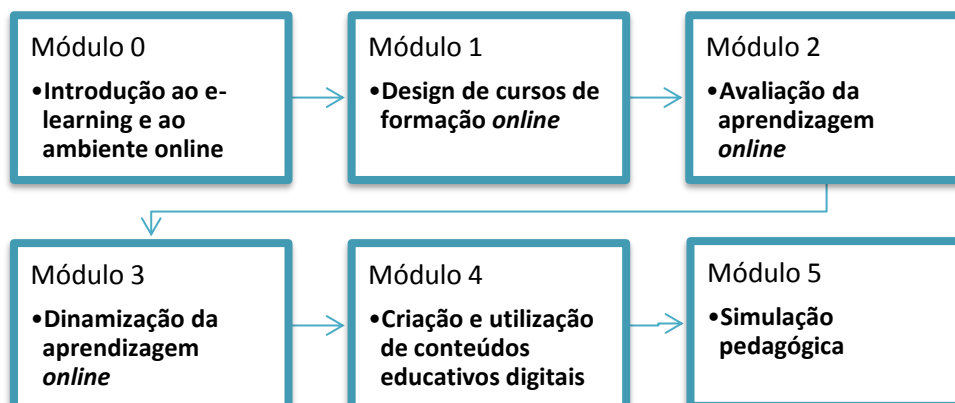 Módulo 0
•Introdução ao e-
learning e ao
ambiente online
Módulo 1
•Design de cursos de
formação online
Módulo 2
•Avaliação da
aprendizagem
online
Módulo 3
•Dinamização da
aprendizagem
online
Módulo 4
•Criação e utilização
de conteúdos
educativos digitais
Módulo 5
•Simulação
pedagógica